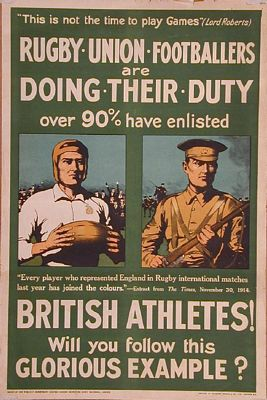 "This is not the time to play Games" (Lord Roberts)
RUGBY·UNION·FOOTBALLERS
are
DOING·THEIR·DUTY
over 90% have enlisted
"Every player who represented England in Rugby international matches
last year has joined the colours."—Extract from The Times, November 30, 1914.
BRITISH ATHLETES!
Will you follow this
GLORIOUS EXAMPLE?